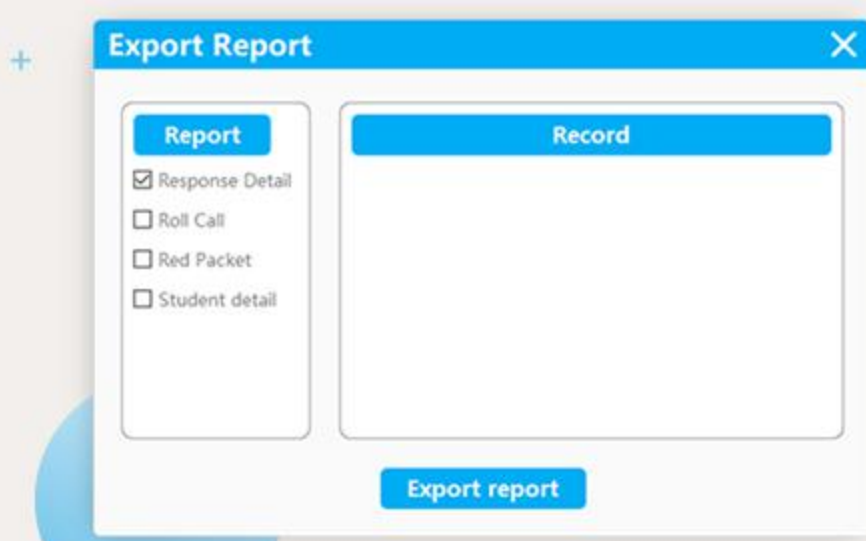 Export Report
Report
Response Detail
Roll Call
Red Packet
Student detail
Record
Export report